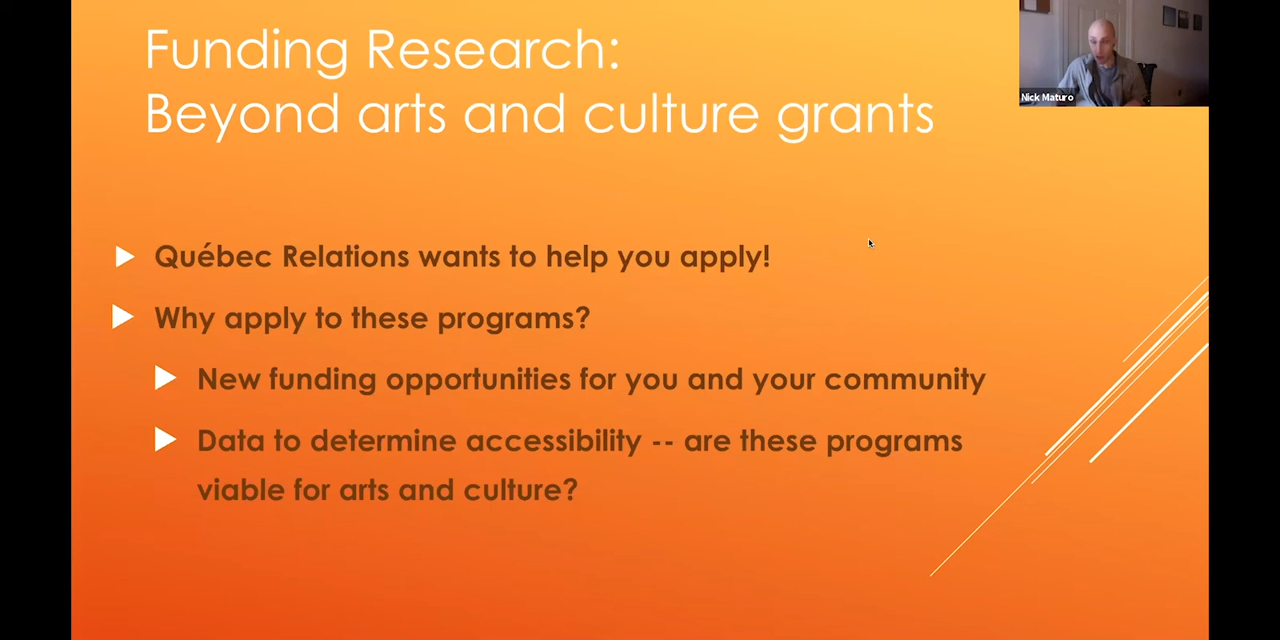 Funding Research:
Beyond arts and culture grants
Nick Maturo
Québec Relations wants to help you apply!
Why apply to these programs?
New funding opportunities for you and your community
Data to determine accessibility -- are these programs
viable for arts and culture?